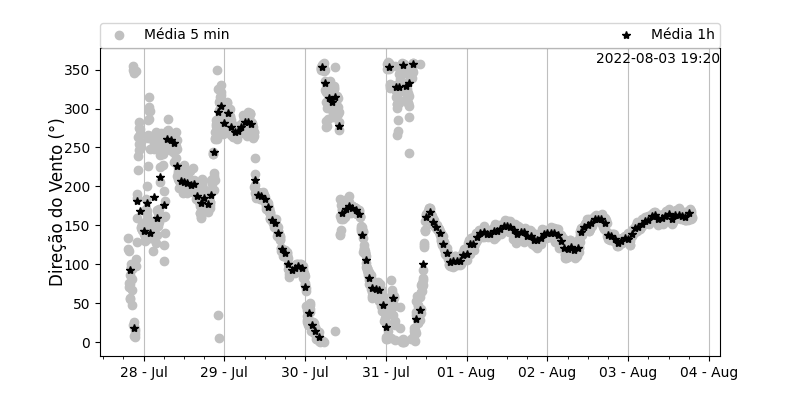 Média 5 min
Média 1h
2022-08-03 19:20
Direção do Vento (°)
350
300
250
200
150
100
50
0
28 - Jul
29 - Jul
30 - Jul
31 - Jul
01 - Aug
02 - Aug
03 - Aug
04 - Aug